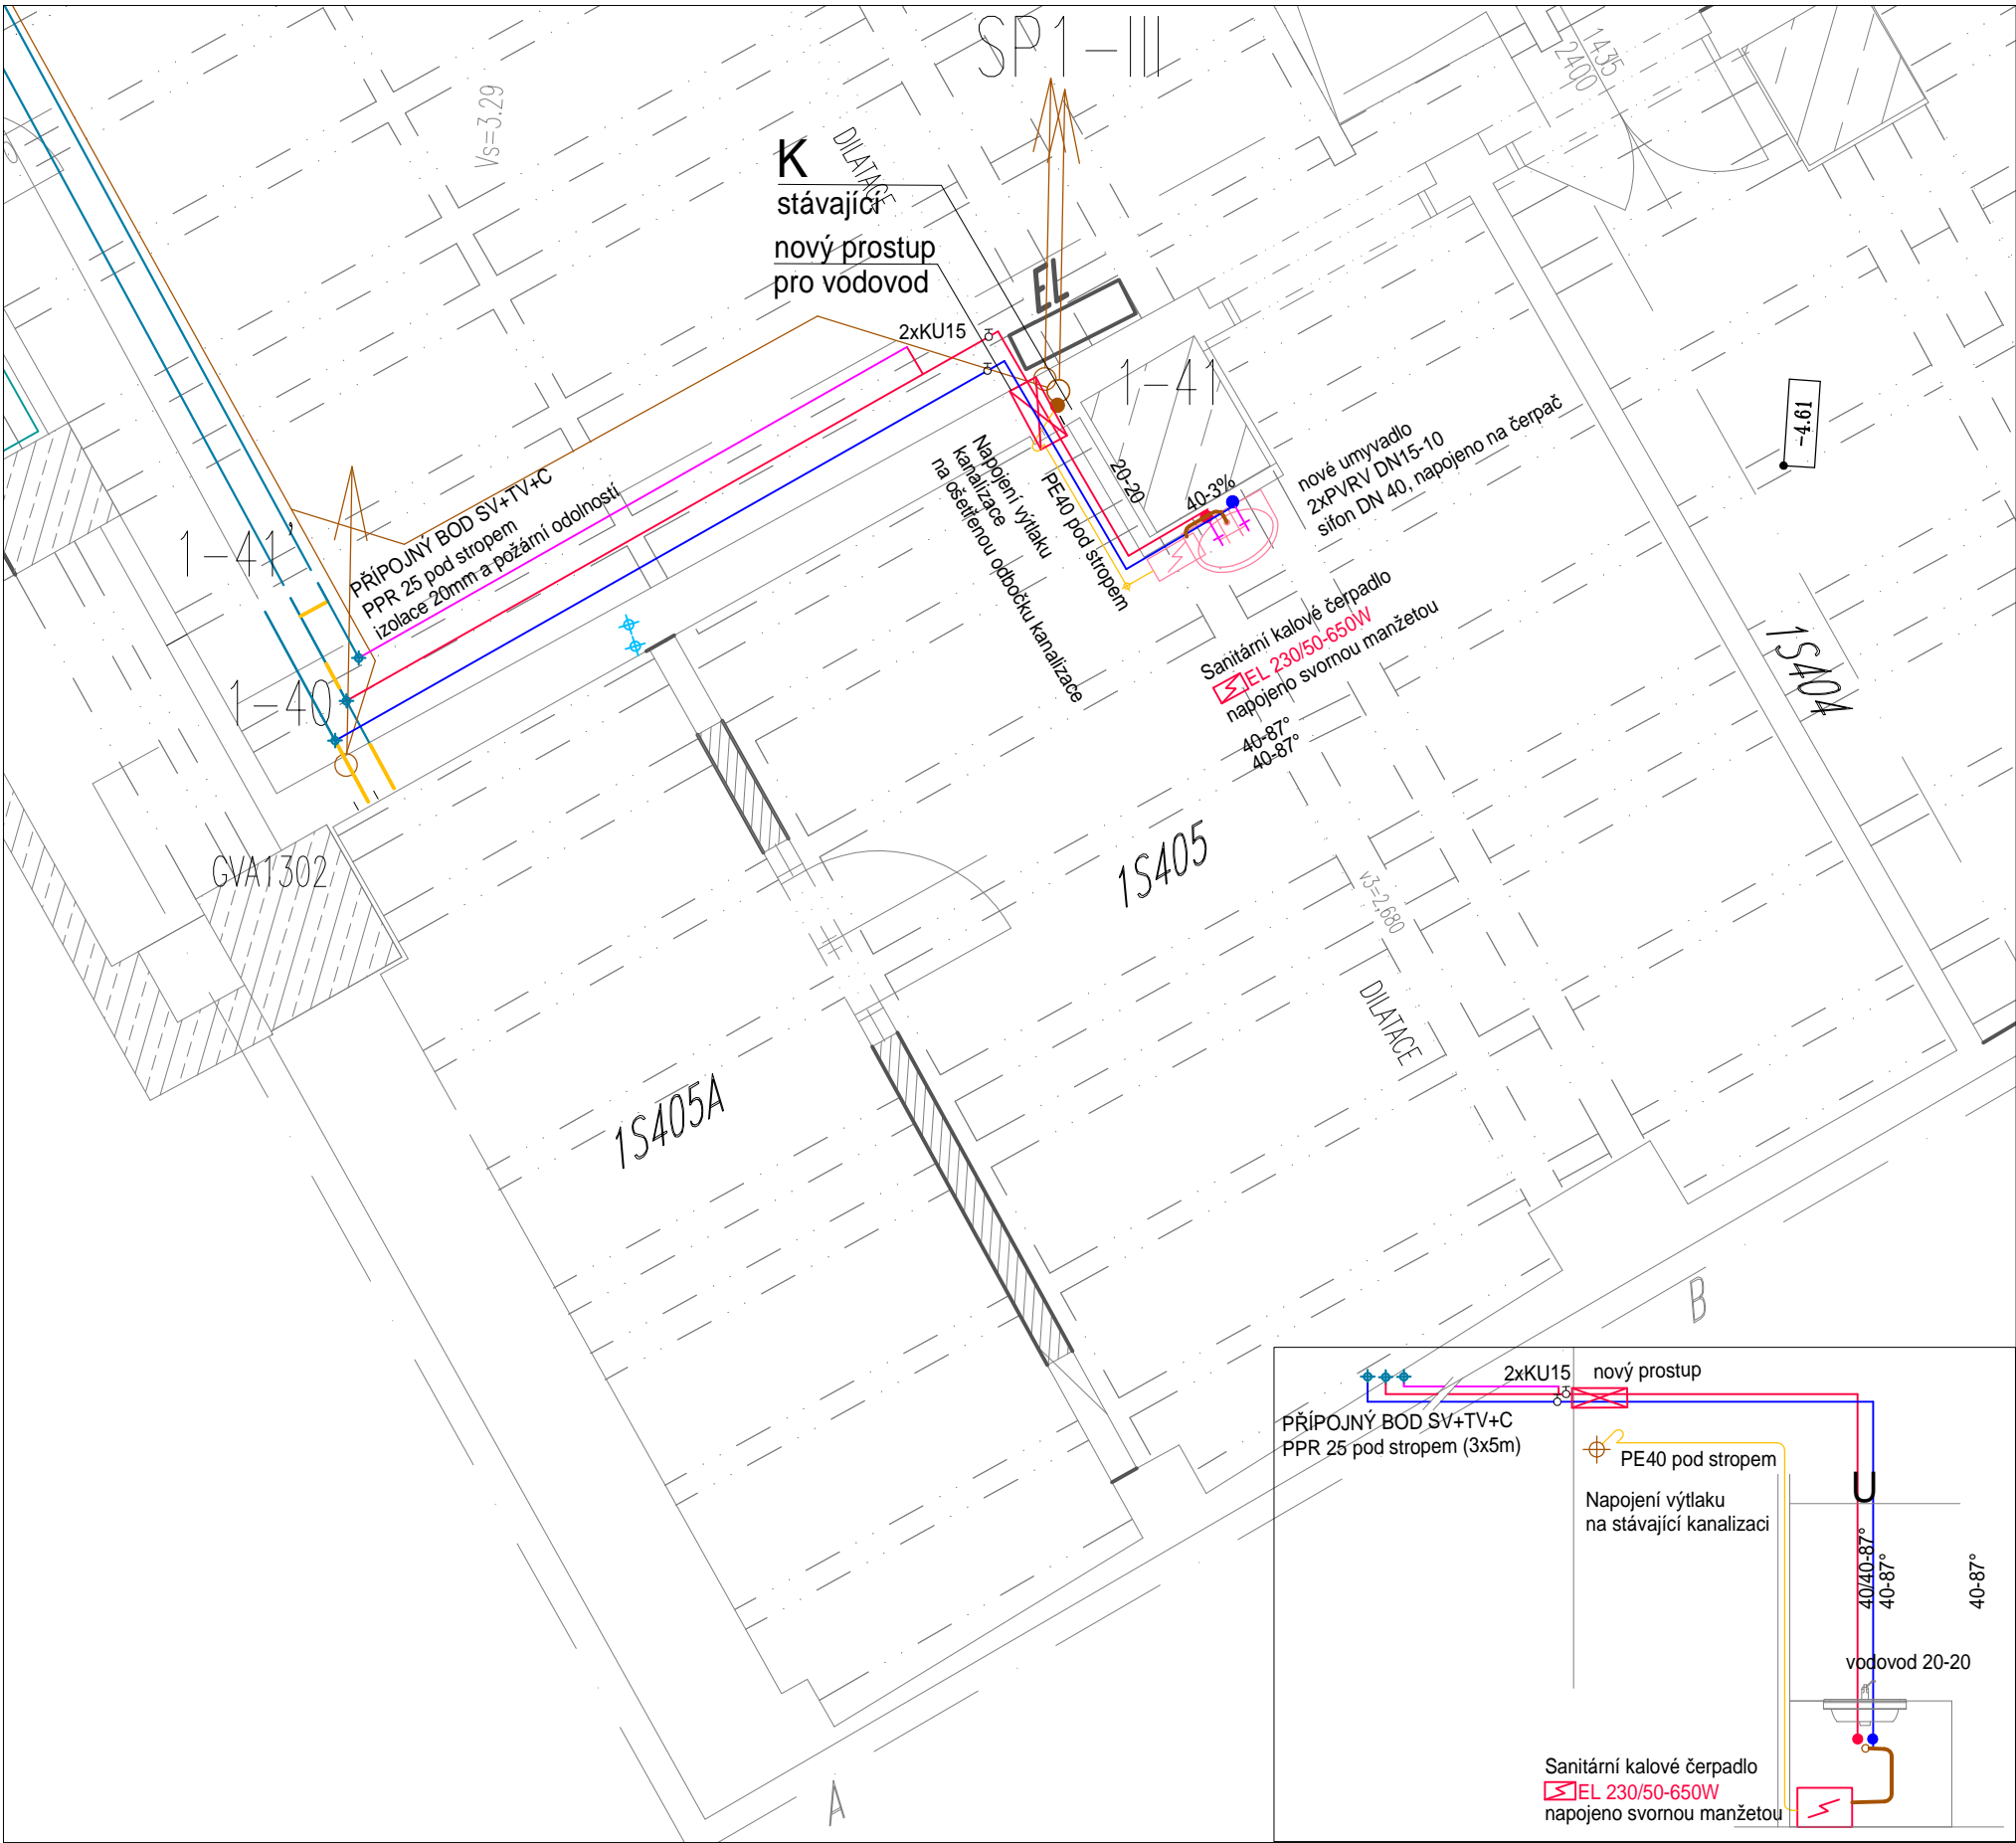 SP1-III
1435
2400
Vs=3.29
DILATACE
K
stávající
nový prostup
pro vodovod
EL
2xKU15
1-41
-4.61
nové umyvadlo
2xPVRV DN15-10
sifon DN 40, napojeno na čerpač
20-20
40-3%
Napojení výtlaku
kanalizace
na ošetřenou odbočku kanalizace
PE40 pod stropem
1-41'
PŘÍPOJNÝ BOD SV+TV+C
PPR 25 pod stropem
izolace 20mm a požární odolností
1-40
Sanitární kalové čerpadlo
EL 230/50-650W
napojeno svornou manžetou
40-87°
40-87°
1S404
GVA1302
1S405
v3=2,680
DILATACE
1S405A
B
A
2xKU15
nový prostup
PŘÍPOJNÝ BOD SV+TV+C
PPR 25 pod stropem (3x5m)
PE40 pod stropem
Napojení výtlaku
na stávající kanalizaci
U
40/40-87°
40-87°
40-87°
vodovod 20-20
Sanitární kalové čerpadlo
EL 230/50-650W
napojeno svornou manžetou